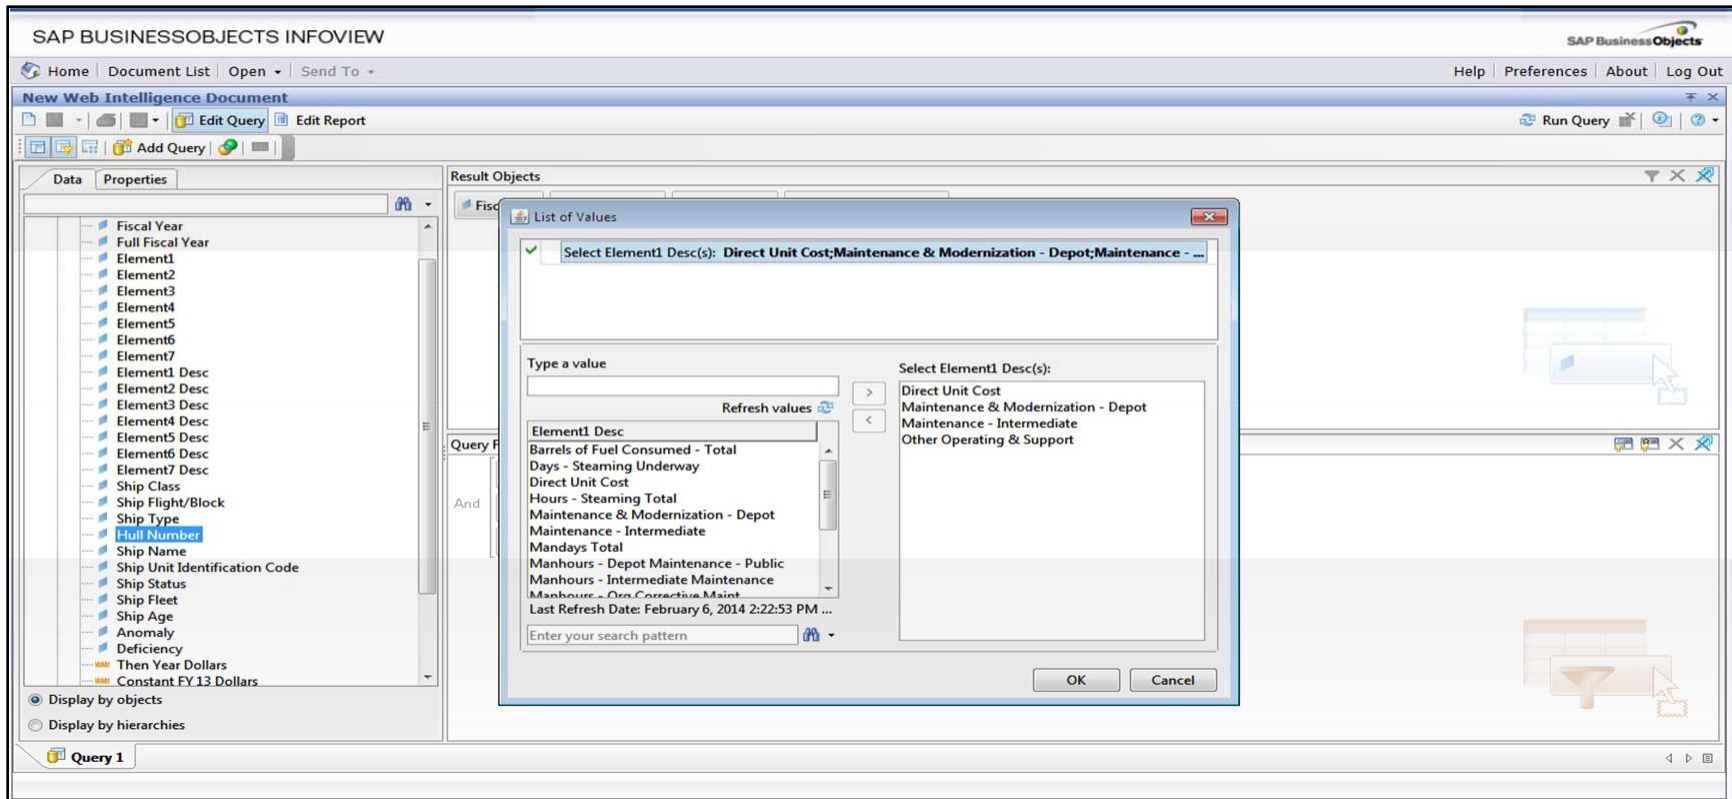 SAP BUSINESSOBJECTS INFOVIEW
SAP BusinessObjects
Home Document List Open Send To
Help Preferences About Log Out
New Web Intelligence Document
Edit Query Edit Report
Run Query
Add Query
Data Properties
Result Objects
Fisc
Fiscal Year
Full Fiscal Year
Element1
Element2
Element3
Element4
Element5
Element6
Element7
Element1 Desc
Element2 Desc
Element3 Desc
Element4 Desc
Element5 Desc
Element6 Desc
Element7 Desc
Ship Class
Ship Flight/Block
Ship Type
Hull Number
Ship Name
Ship Unit Identification Code
Ship Status
Ship Fleet
Ship Age
Anomaly
Deficiency
Then Year Dollars
Constant FY 13 Dollars
Display by objects
Display by hierarchies
Query 1
Query F
And
List of Values
Select Element1 Desc(s): Direct Unit Cost;Maintenance & Modernization - Depot;Maintenance - ...
Type a value
Refresh values
Element1 Desc
Barrels of Fuel Consumed - Total
Days - Steaming Underway
Direct Unit Cost
Hours - Steaming Total
Maintenance & Modernization - Depot
Maintenance - Intermediate
Mandays Total
Manhours - Depot Maintenance - Public
Manhours - Intermediate Maintenance
Manhours - Org Corrective Maint
Last Refresh Date: February 6, 2014 2:22:53 PM ...
Enter your search pattern
Select Element1 Desc(s):
Direct Unit Cost
Maintenance & Modernization - Depot
Maintenance - Intermediate
Other Operating & Support
OK Cancel